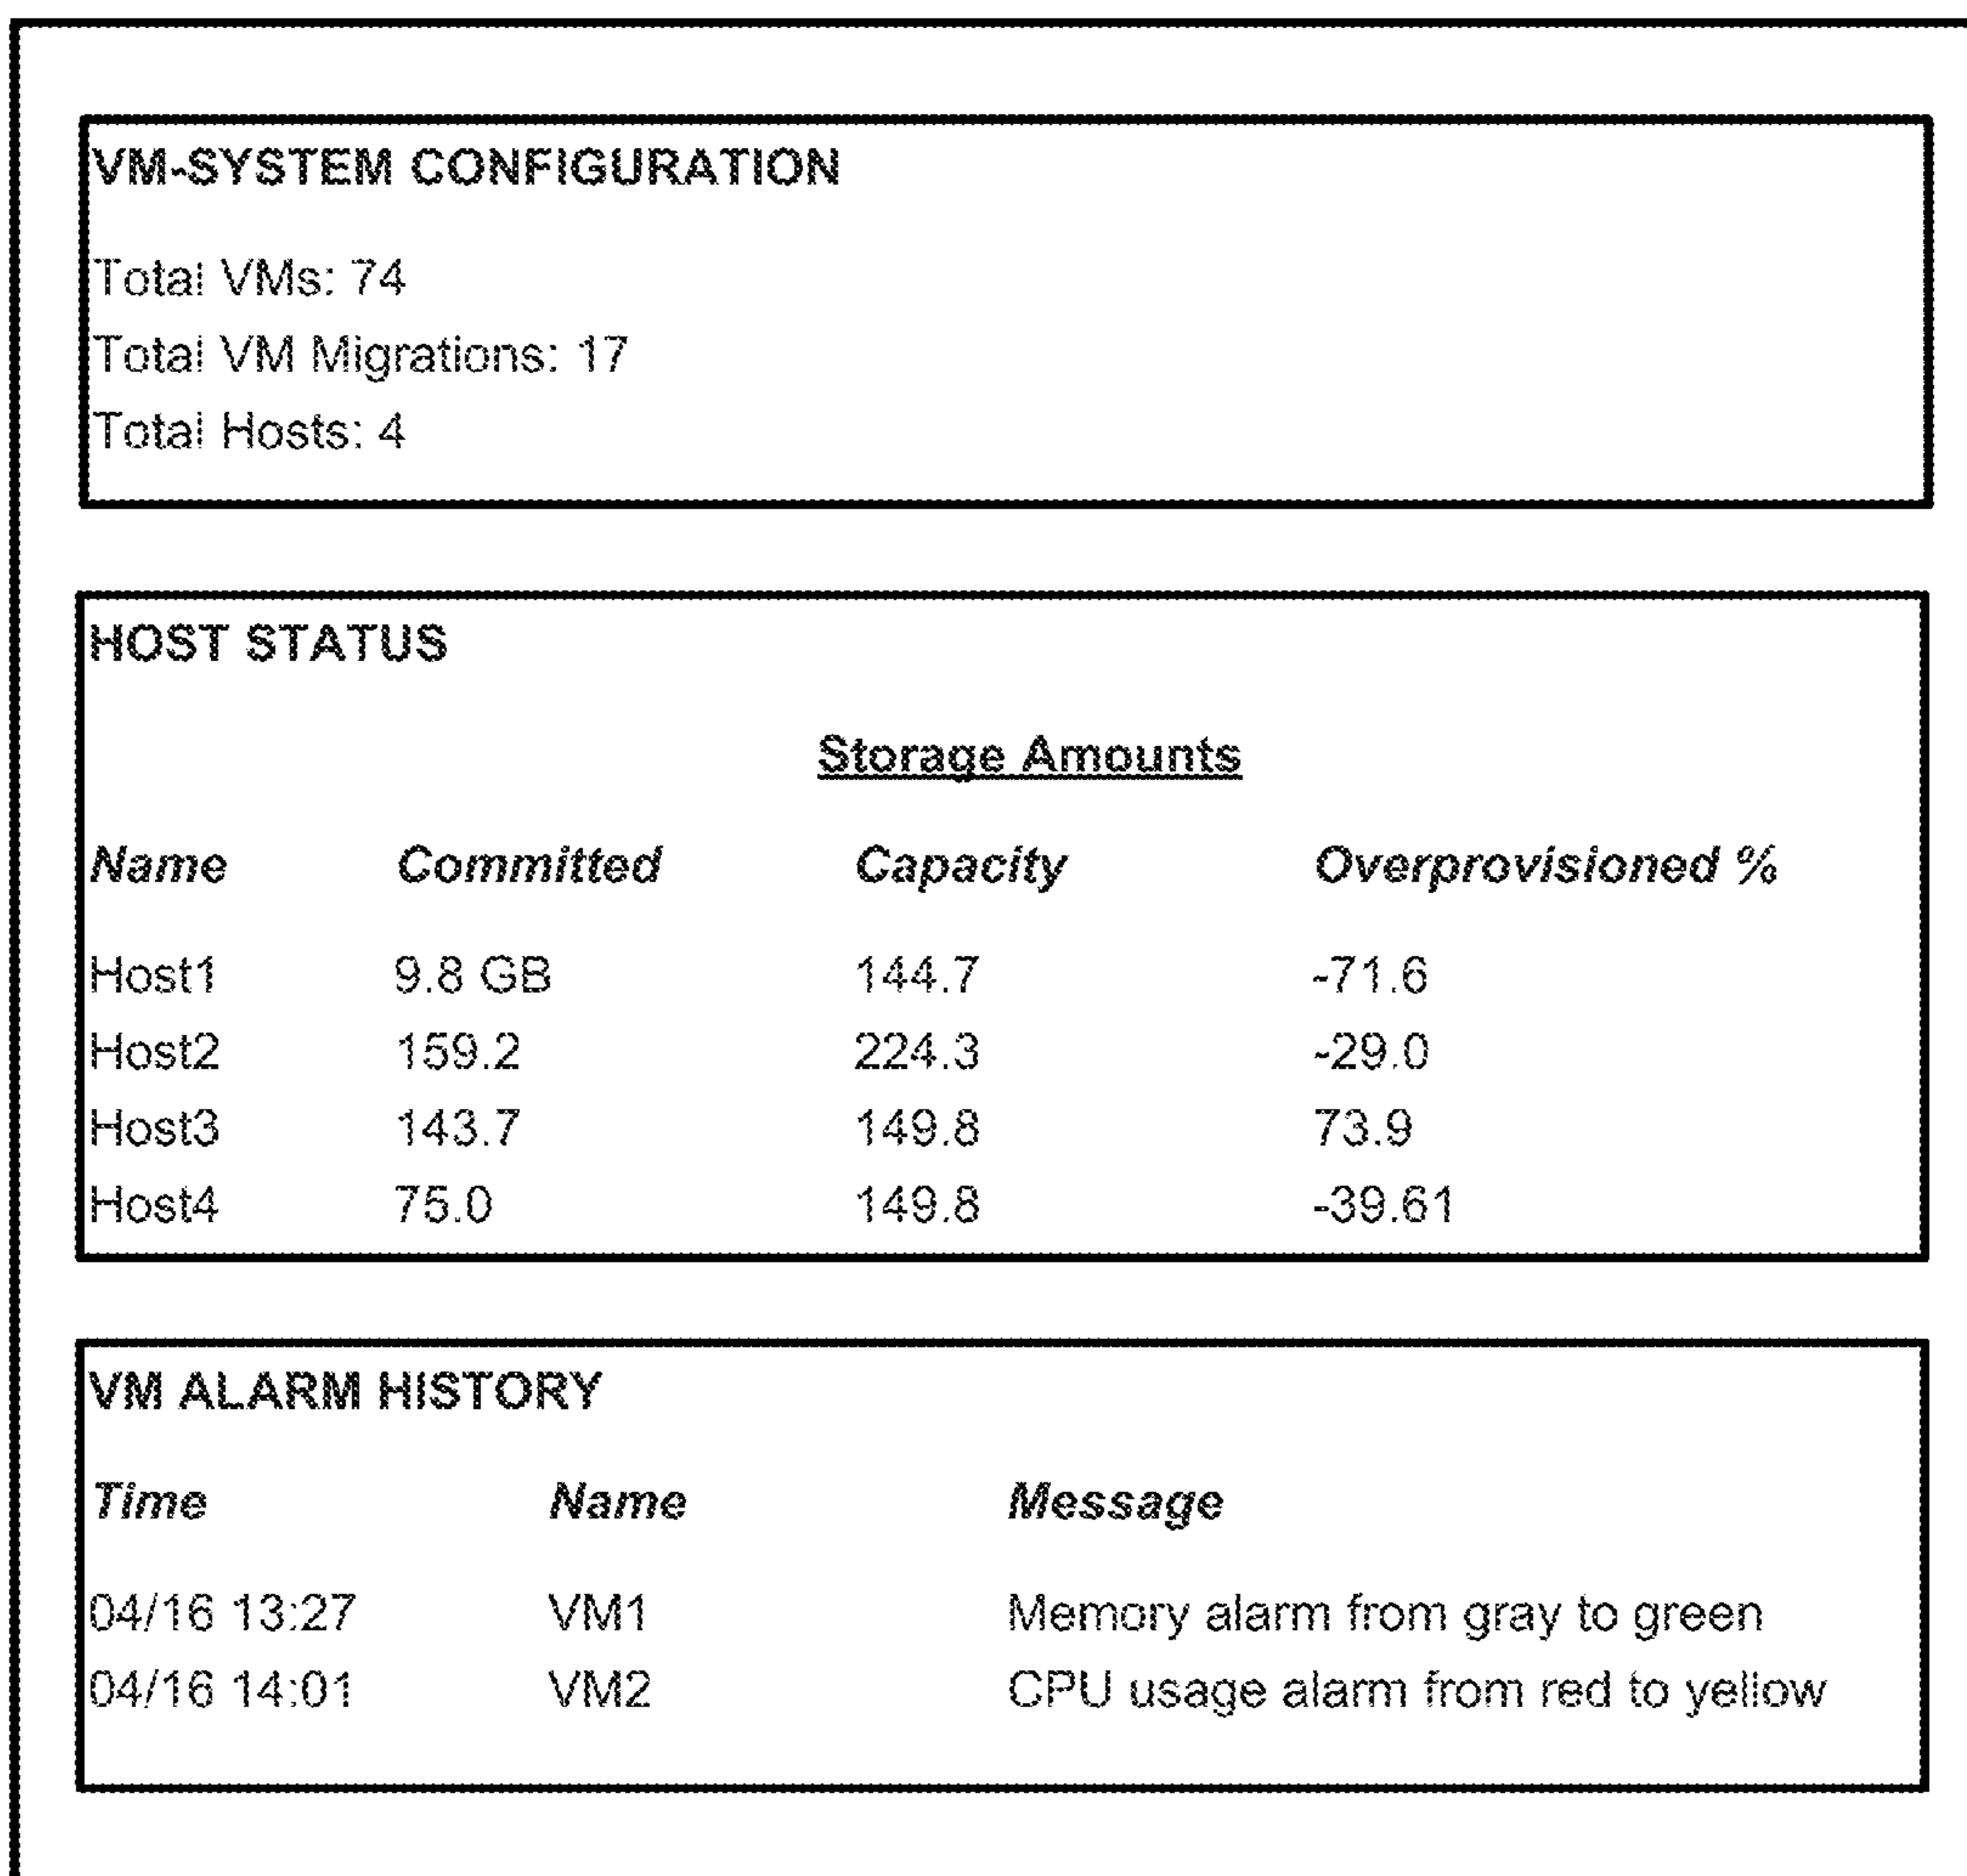 VM-SYSTEM CONFIGURATION
Total VMs: 74
Total VM Migrations: 17
Total Hosts: 4
HOST STATUS
Storage Amounts
Name Committed Capacity Overprovisioned %
Host1 9.8 GB 144.7 -71.6
Host2 159.2 224.3 -29.0
Host3 143.7 149.8 73.9
Host4 75.0 149.8 -39.61
VM ALARM HISTORY
Time Name Message
04/16 13:27 VM1 Memory alarm from gray to green
04/16 14:01 VM2 CPU usage alarm from red to yellow